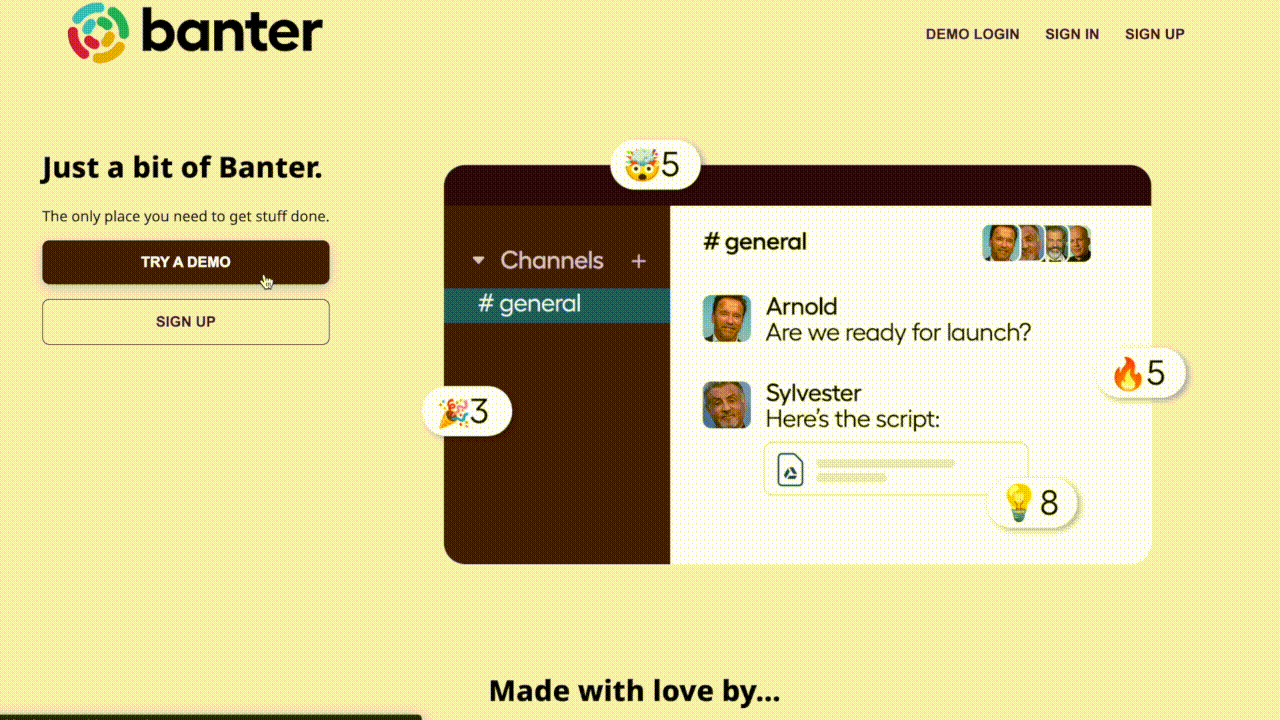 banter
DEMO LOGIN SIGN IN SIGN UP
Just a bit of Banter.
The only place you need to get stuff done.
TRY A DEMO
SIGN UP
🤯5
Channels +
# general
🎉3
# general
Arnold
Are we ready for launch?
🔥5
Sylvester
Here's the script:
💡8
Made with love by...